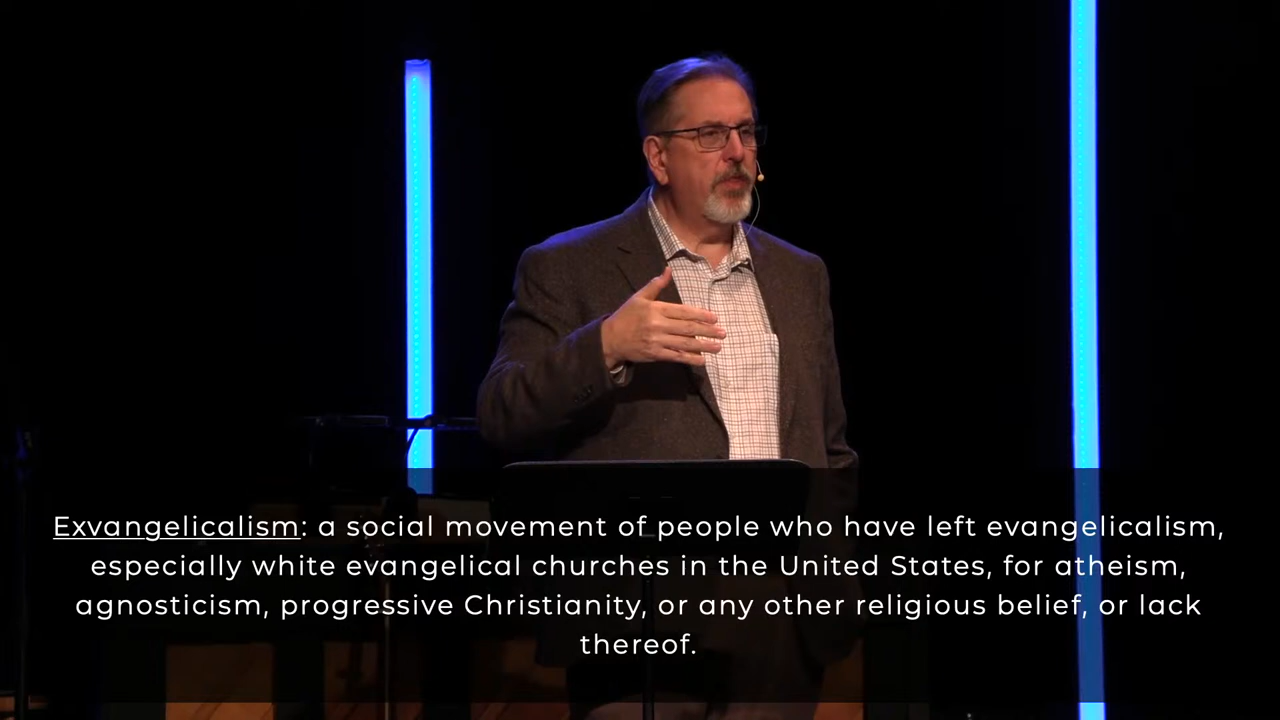 Exvangelicalism: a social movement of people who have left evangelicalism,
especially white evangelical churches in the United States, for atheism,
agnosticism, progressive Christianity, or any other religious belief, or lack
thereof.